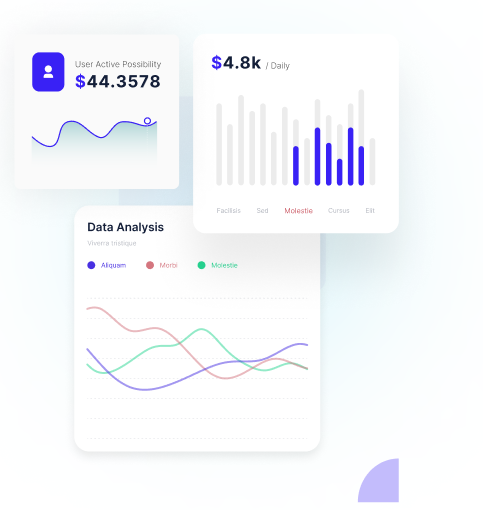 User Active Possibility
$44.3578
$4.8k / Daily
Facilisis Sed Molestie Cursus Elit
Data Analysis
Viverra tristique
Aliquam Morbi Molestie